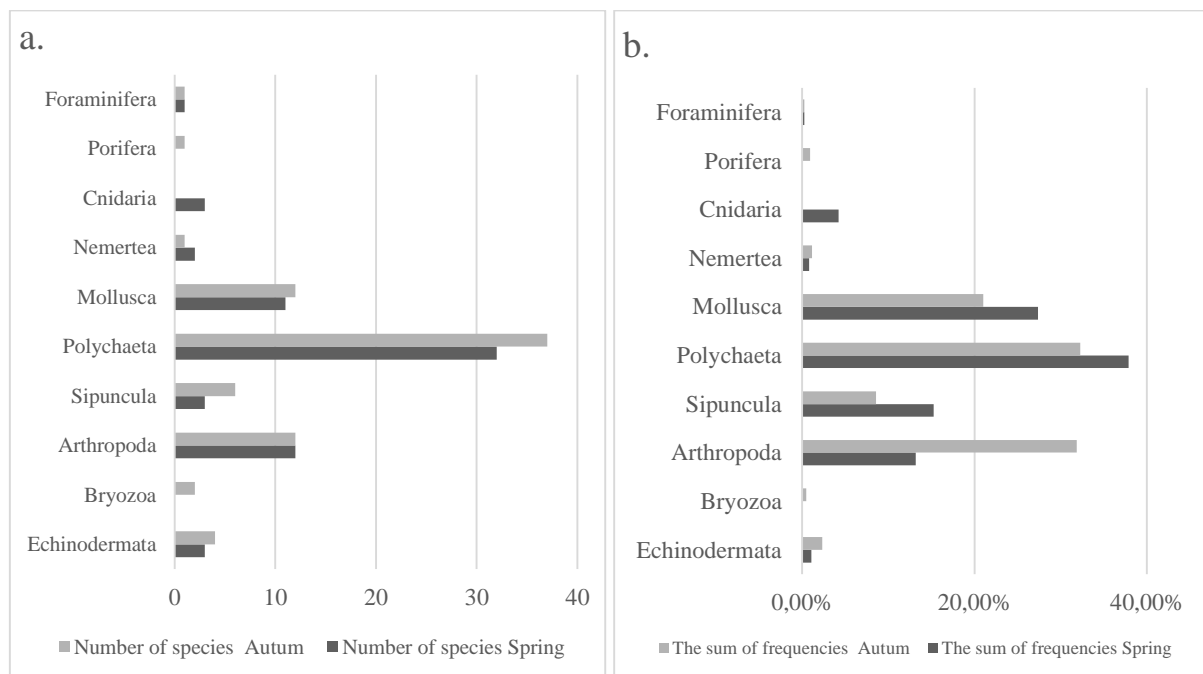 a.
Foraminifera
Porifera
Cnidaria
Nemertea
Mollusca
Polychaeta
Sipuncula
Arthropoda
Bryozoa
Echinodermata
0 10 20 30 40
Number of species Autum Number of species Spring
b.
Foraminifera
Porifera
Cnidaria
Nemertea
Mollusca
Polychaeta
Sipuncula
Arthropoda
Bryozoa
Echinodermata
0,00% 20,00% 40,00%
The sum of frequencies Autum The sum of frequencies Spring